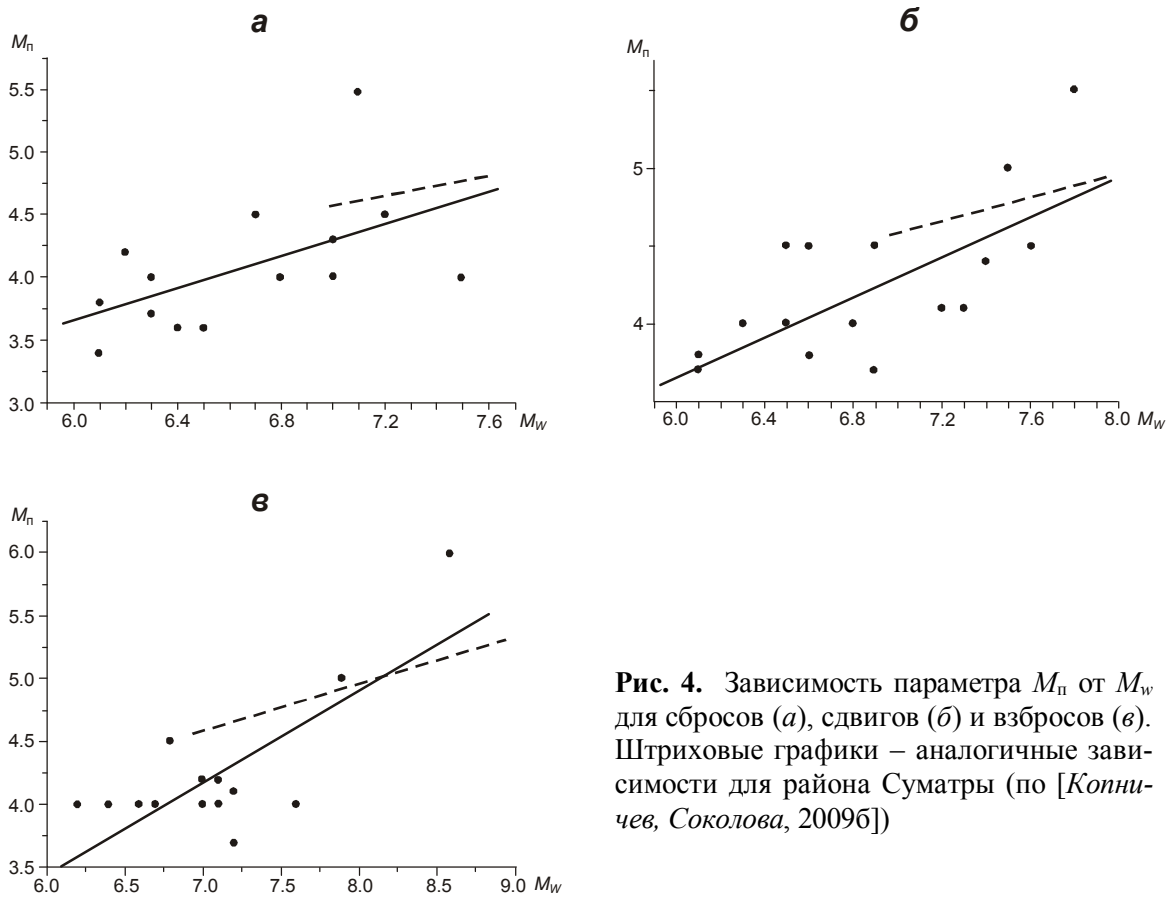 а
Mп
5.5
5.0
4.5
4.0
3.5
3.0
6.0 6.4 6.8 7.2 7.6 MW
б
Mп
5
4
6.0 6.4 6.8 7.2 7.6 8.0 MW
в
Mп
6.0
5.5
5.0
4.5
4.0
3.5
6.0 6.5 7.0 7.5 8.0 8.5 9.0 MW
Рис. 4. Зависимость параметра Mп от Mw
для сбросов (а), сдвигов (б) и взбросов (в).
Штриховые графики – аналогичные зави-
симости для района Суматры (по [Копни-
чев, Соколова, 2009б])